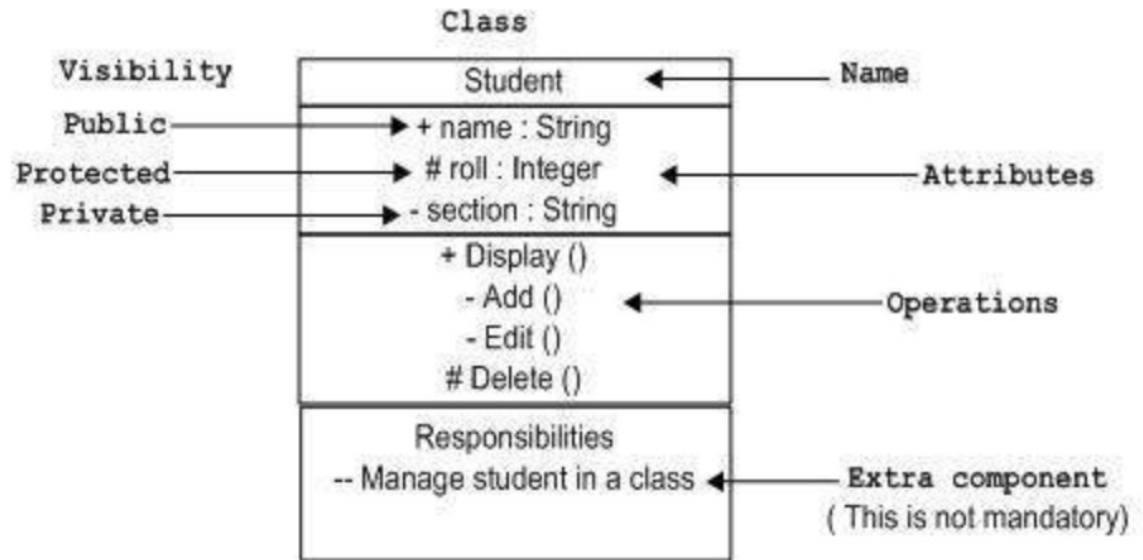 Class
Visibility
Student
Name
Public
+ name : String
Protected
# roll : Integer
Attributes
Private
- section : String
+ Display ()
- Add ()
Operations
- Edit ()
# Delete ()
Responsibilities
-- Manage student in a class
Extra component
( This is not mandatory)